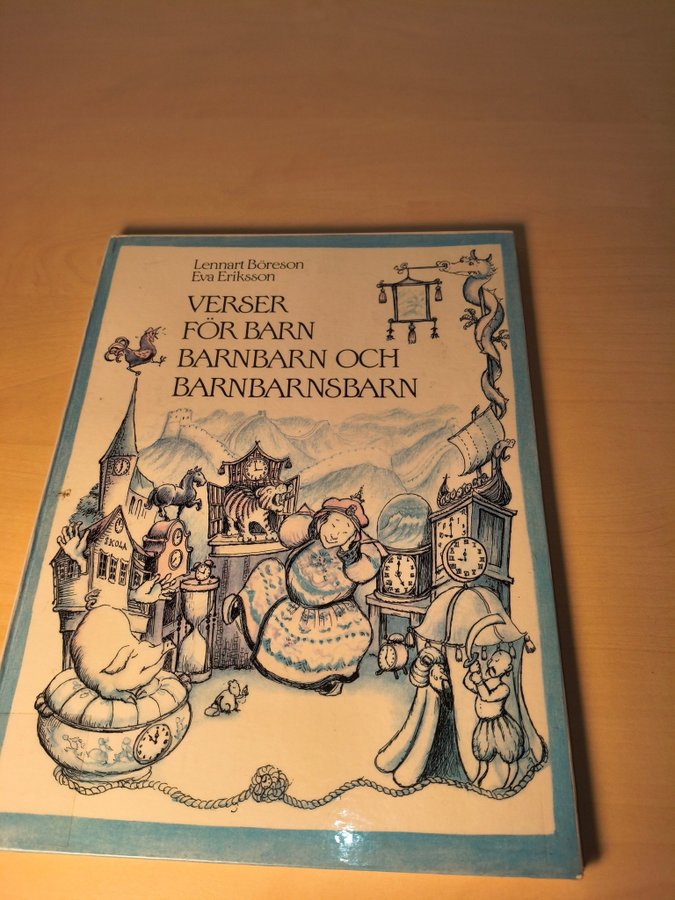 Lennart Böreson
Eva Eriksson
VERSER
FÖR BARN
BARNBARN OCH
BARNBARNSBARN
SKOLA